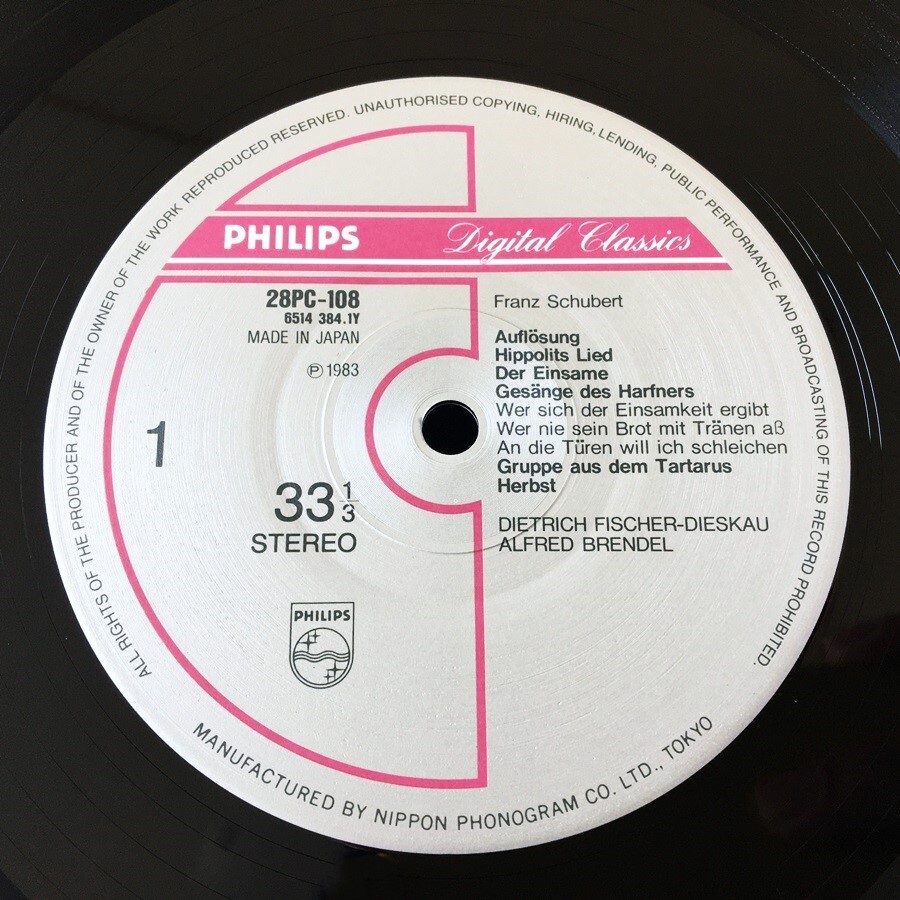 ALL RIGHTS OF THE PRODUCER AND OF THE OWNER OF THE WORK REPRODUCED RESERVED. UNAUTHORISED COPYING, HIRING, LENDING, PUBLIC PERFORMANCE AND BROADCASTING OF THIS RECORD PROHIBITED.
PHILIPS Digital Classics
28PC-108
6514 384.1Y
MADE IN JAPAN
℗ 1983
1
33 1/3
STEREO
PHILIPS
Franz Schubert
Auflösung
Hippolits Lied
Der Einsame
Gesänge des Harfners
Wer sich der Einsamkeit ergibt
Wer nie sein Brot mit Tränen aß
An die Türen will ich schleichen
Gruppe aus dem Tartarus
Herbst
DIETRICH FISCHER-DIESKAU
ALFRED BRENDEL
MANUFACTURED BY NIPPON PHONOGRAM CO. LTD., TOKYO